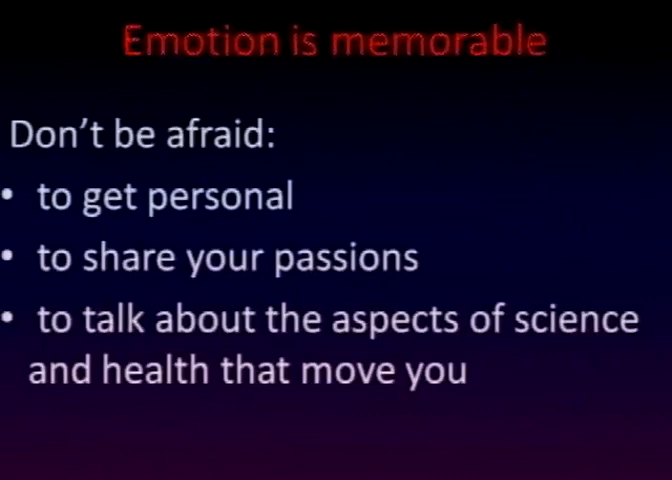 Emotion is memorable
Don't be afraid:
• to get personal
• to share your passions
• to talk about the aspects of science
and health that move you